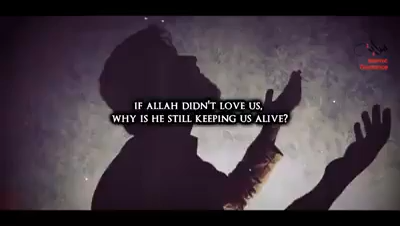 IF ALLAH DIDN'T LOVE US,
WHY IS HE STILL KEEPING US ALIVE?